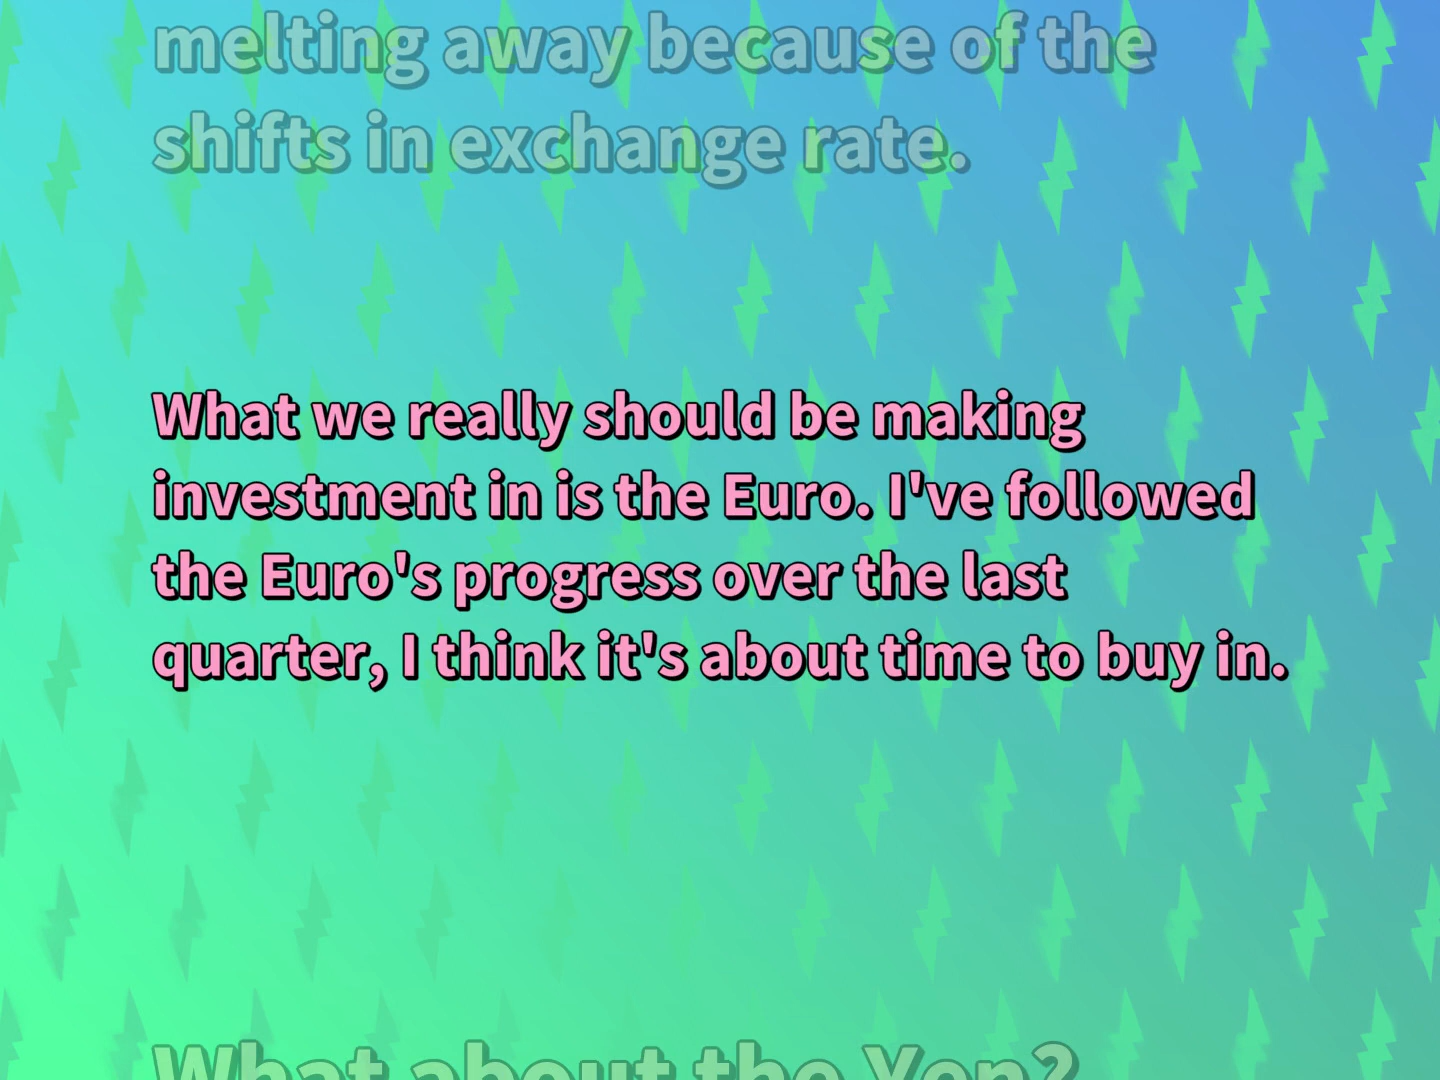 melting away because of the
shifts in exchange rate.
What we really should be making
investment in is the Euro. I've followed
the Euro's progress over the last
quarter, I think it's about time to buy in.
What about the Yen?